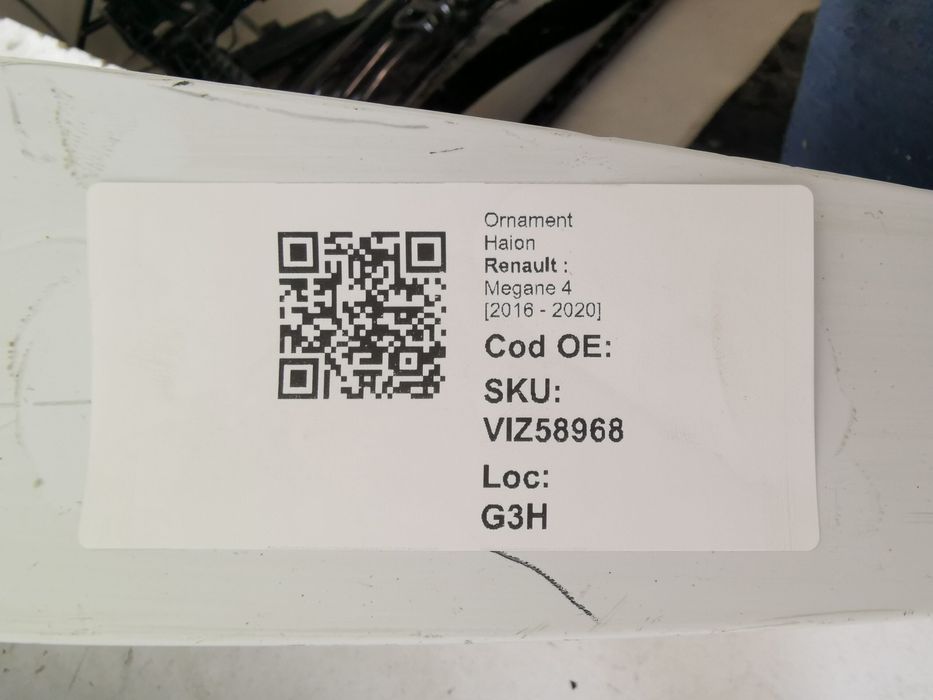 Ornament
Haion
Renault :
Megane 4
[2016 - 2020]
Cod OE:
SKU:
VIZ58968
Loc:
G3H